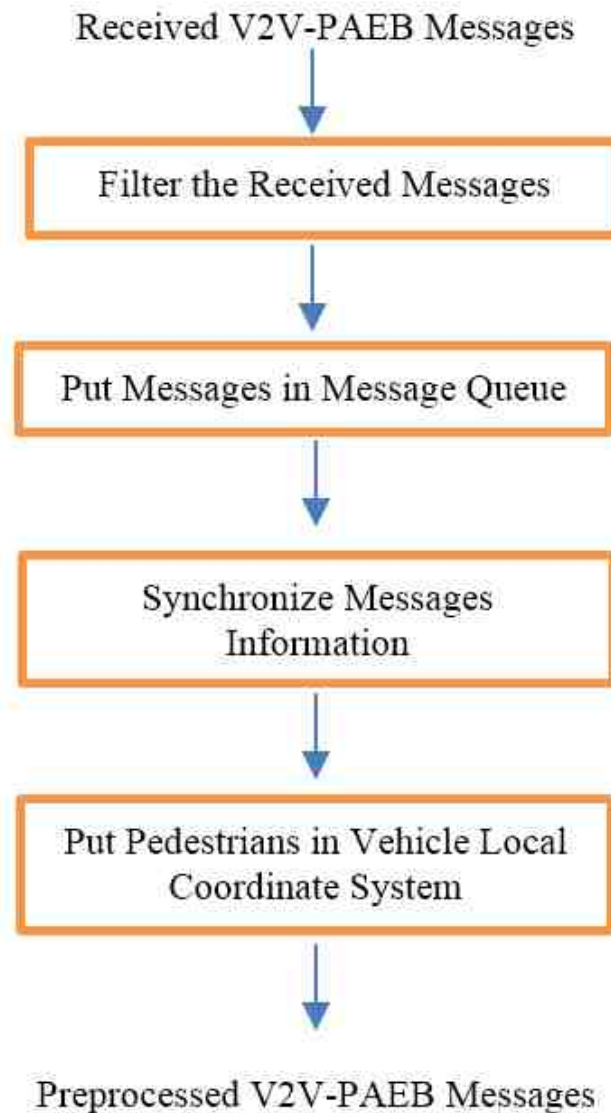 Received V2V-PAEB Messages
Filter the Received Messages
Put Messages in Message Queue
Synchronize Messages
Information
Put Pedestrians in Vehicle Local
Coordinate System
Preprocessed V2V-PAEB Messages